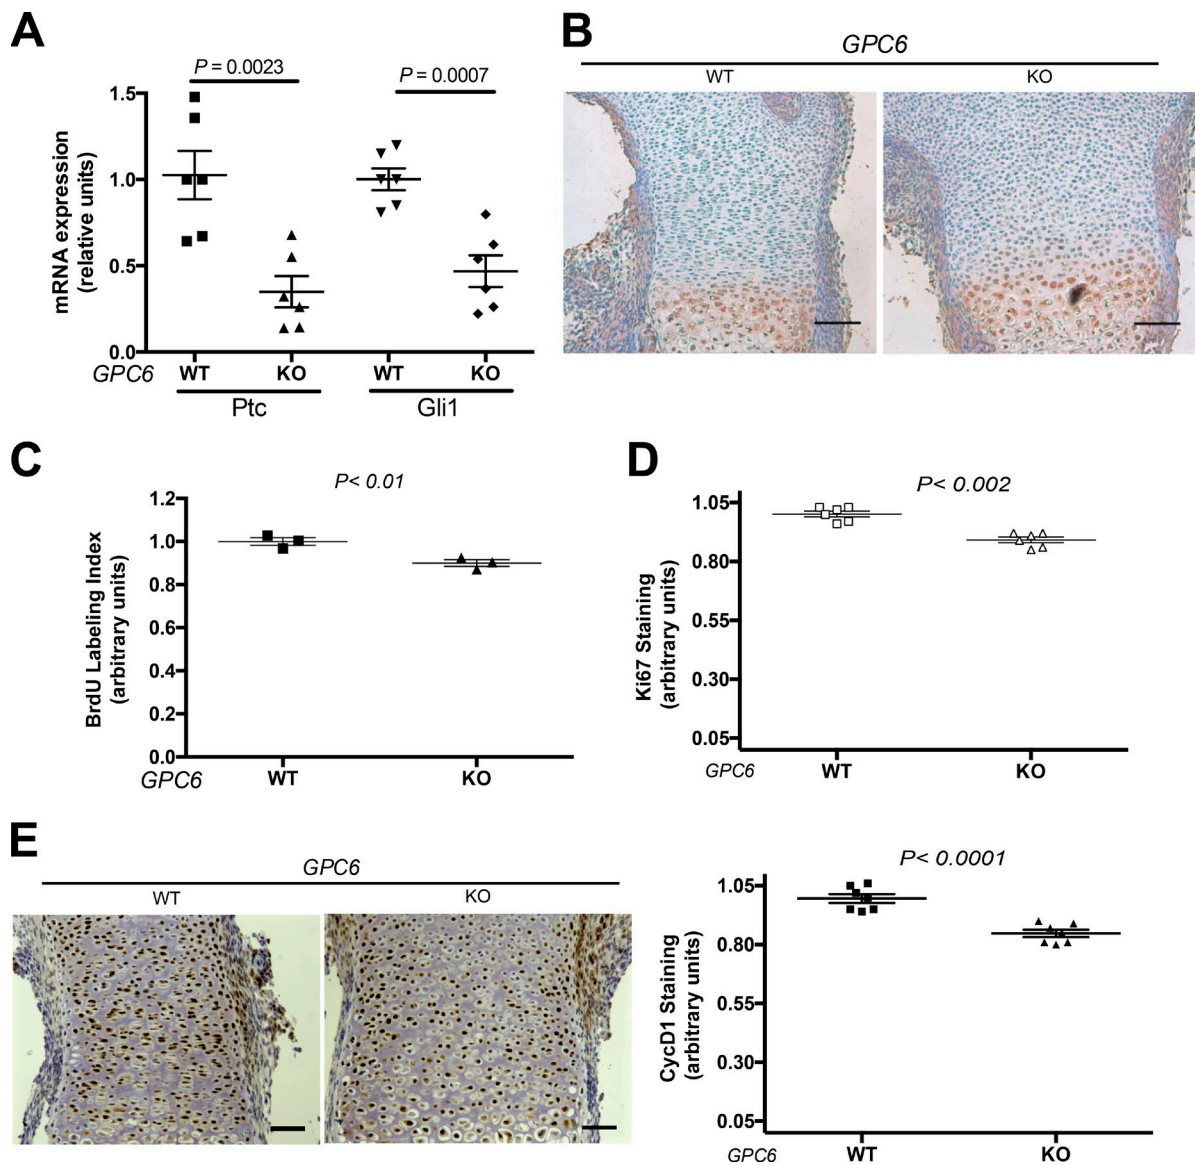 A
P = 0.0023
P = 0.0007
1.5
1.0
0.5
0.0
mRNA expression
(relative units)
GPC6 WT KO WT KO
Ptc Gli1
B
GPC6
WT KO
C
P< 0.01
1.2
1.0
0.8
0.6
0.4
0.2
0.0
BrdU Labeling Index
(arbitrary units)
GPC6 WT KO
D
P< 0.002
1.05
0.80
0.55
0.30
0.05
Ki67 Staining
(arbitrary units)
GPC6 WT KO
E
GPC6
WT KO
P< 0.0001
1.05
0.80
0.55
0.30
0.05
CycD1 Staining
(arbitrary units)
GPC6 WT KO